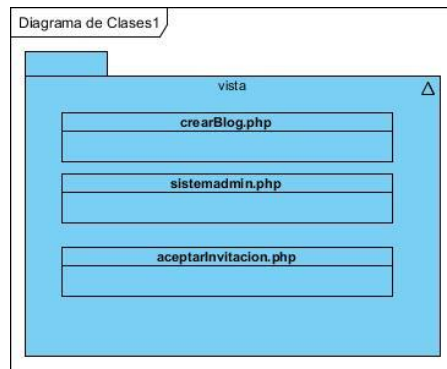 Diagrama de Clases1
vista
crearBlog.php
sistemadmin.php
aceptarInvitacion.php